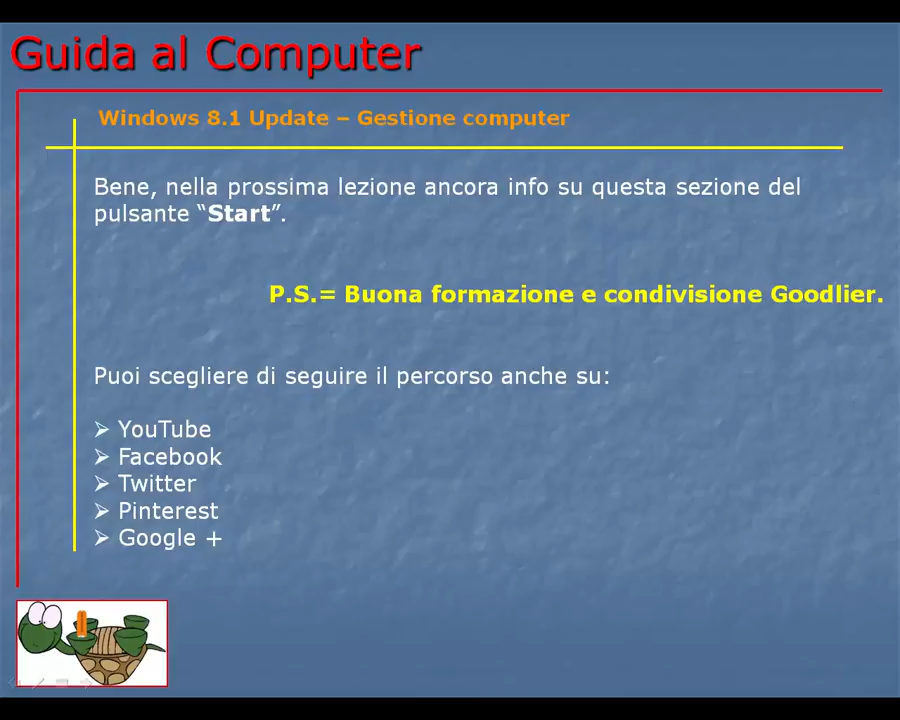 Guida al Computer
Windows 8.1 Update – Gestione computer
Bene, nella prossima lezione ancora info su questa sezione del
pulsante “Start”.
P.S.= Buona formazione e condivisione Goodlier.
Puoi scegliere di seguire il percorso anche su:
➢ YouTube
➢ Facebook
➢ Twitter
➢ Pinterest
➢ Google +